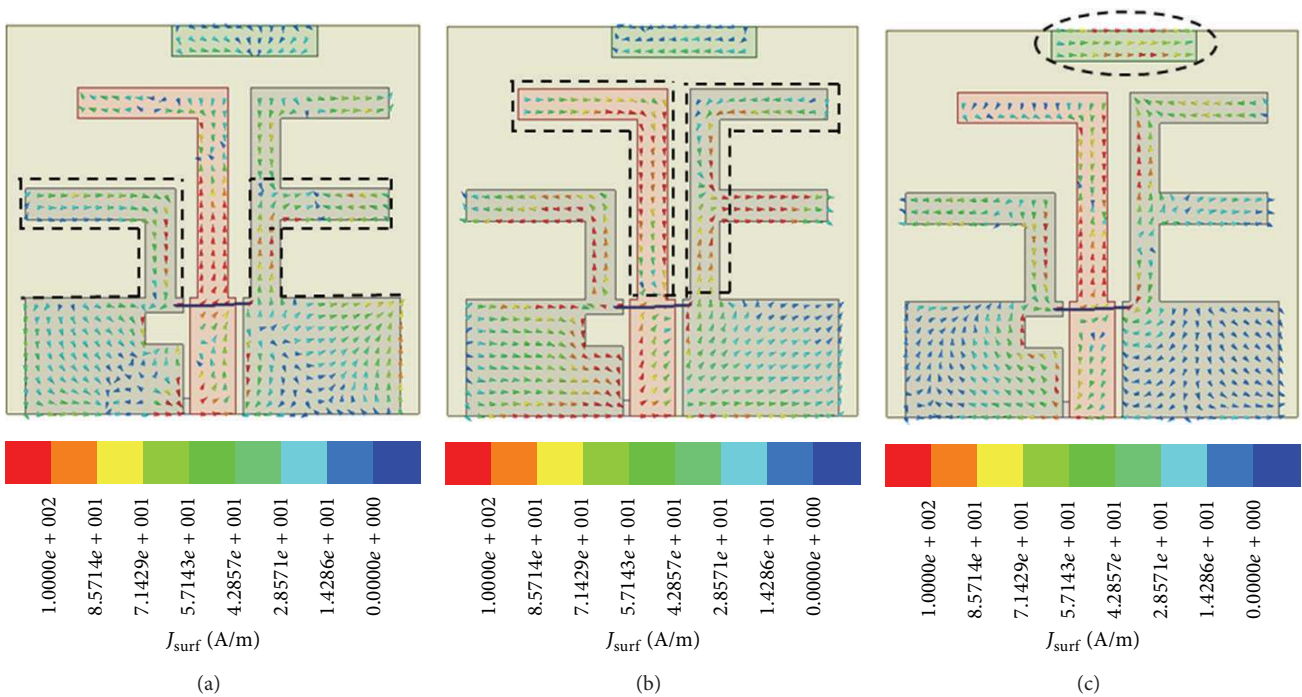 1.0000e + 002
8.5714e + 001
7.1429e + 001
5.7143e + 001
4.2857e + 001
2.8571e + 001
1.4286e + 001
0.0000e + 000
Jsurf (A/m)
(a)
1.0000e + 002
8.5714e + 001
7.1429e + 001
5.7143e + 001
4.2857e + 001
2.8571e + 001
1.4286e + 001
0.0000e + 000
Jsurf (A/m)
(b)
1.0000e + 002
8.5714e + 001
7.1429e + 001
5.7143e + 001
4.2857e + 001
2.8571e + 001
1.4286e + 001
0.0000e + 000
Jsurf (A/m)
(c)